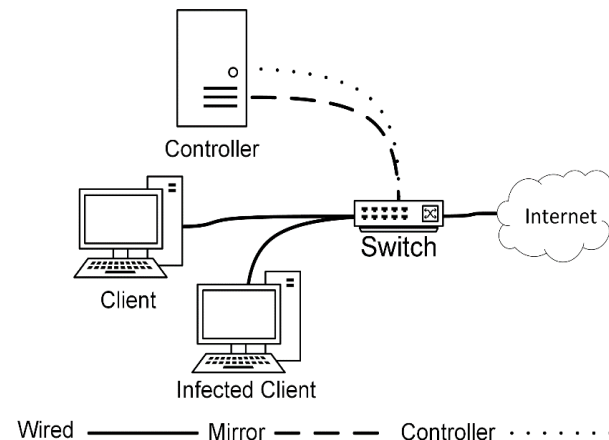 Controller
Internet
Switch
Client
Infected Client
Wired Mirror Controller